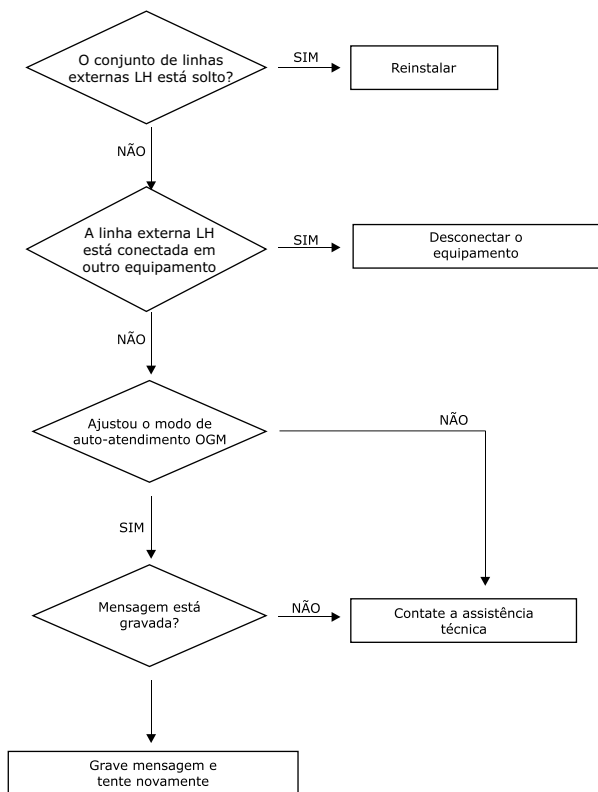 O conjunto de linhas
externas LH está solto?
SIM
Reinstalar
NÃO
A linha externa LH
está conectada em
outro equipamento
SIM
Desconectar o
equipamento
NÃO
Ajustou o modo de
auto-atendimento OGM
NÃO
SIM
Mensagem está
gravada?
NÃO
Contate a assistência
técnica
Grave mensagem e
tente novamente